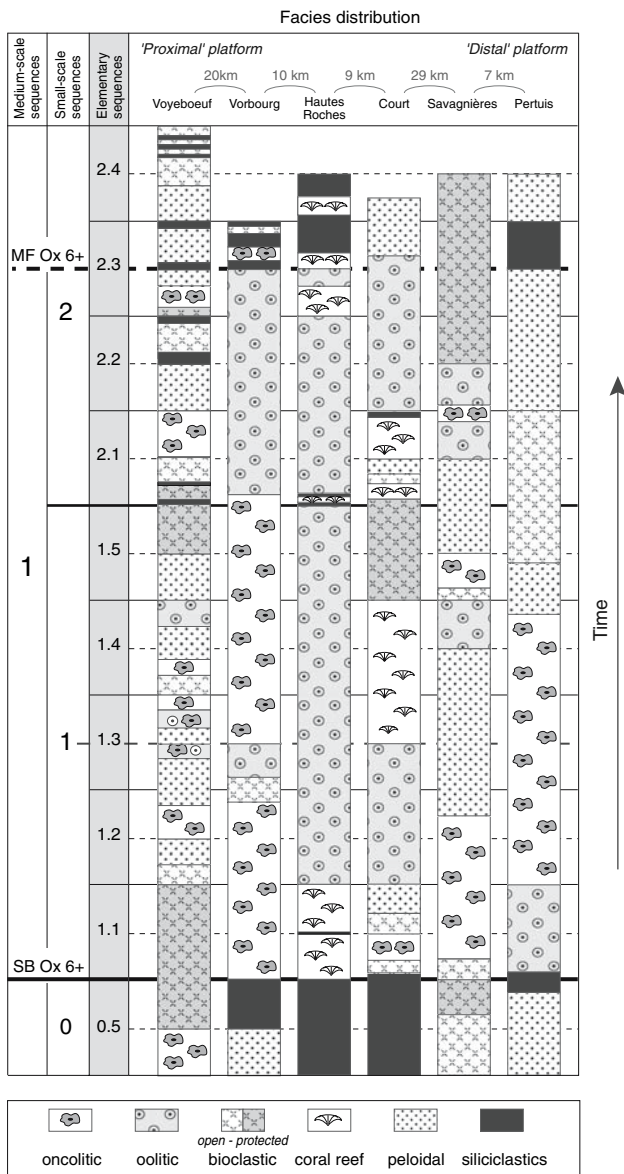 Facies distribution
Medium-scale
sequences
Small-scale
sequences
Elementary
sequences
'Proximal' platform
'Distal' platform
20km
10 km
9 km
29 km
7 km
Voyeboeuf
Vorbourg
Hautes
Roches
Court
Savagnières
Pertuis
2.4
MF Ox 6+
2.3
2
2.2
2.1
1.5
1
1.4
1
1.3
1.2
1.1
SB Ox 6+
0
0.5
Time
open - protected
oncolitic
oolitic
bioclastic
coral reef
peloidal
siliciclastics